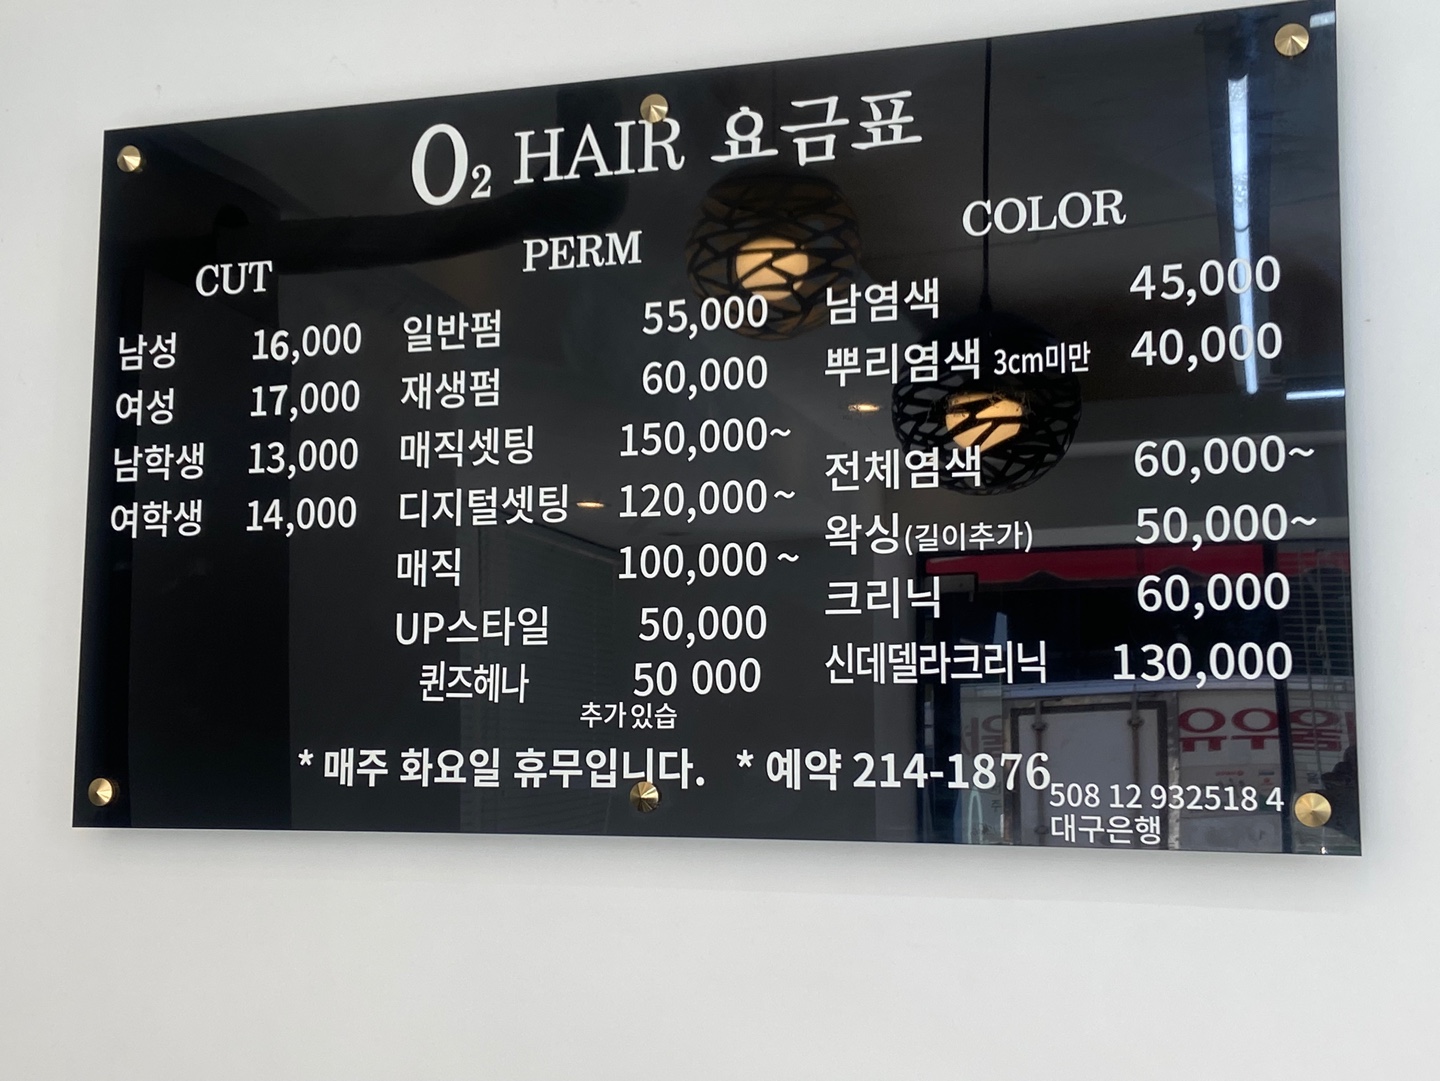 O2 HAIR 요금표
CUT
남성 16,000
여성 17,000
남학생 13,000
여학생 14,000
PERM
일반펌 55,000
재생펌 60,000
매직셋팅 150,000~
디지털셋팅 120,000~
매직 100,000 ~
UP스타일 50,000
퀸즈헤나 50 000
추가있습
COLOR
남염색 45,000
뿌리염색 3cm미만 40,000
전체염색 60,000~
왁싱(길이추가) 50,000~
크리닉 60,000
신데델라크리닉 130,000
* 매주 화요일 휴무입니다. * 예약 214-1876
508 12 932518 4
대구은행